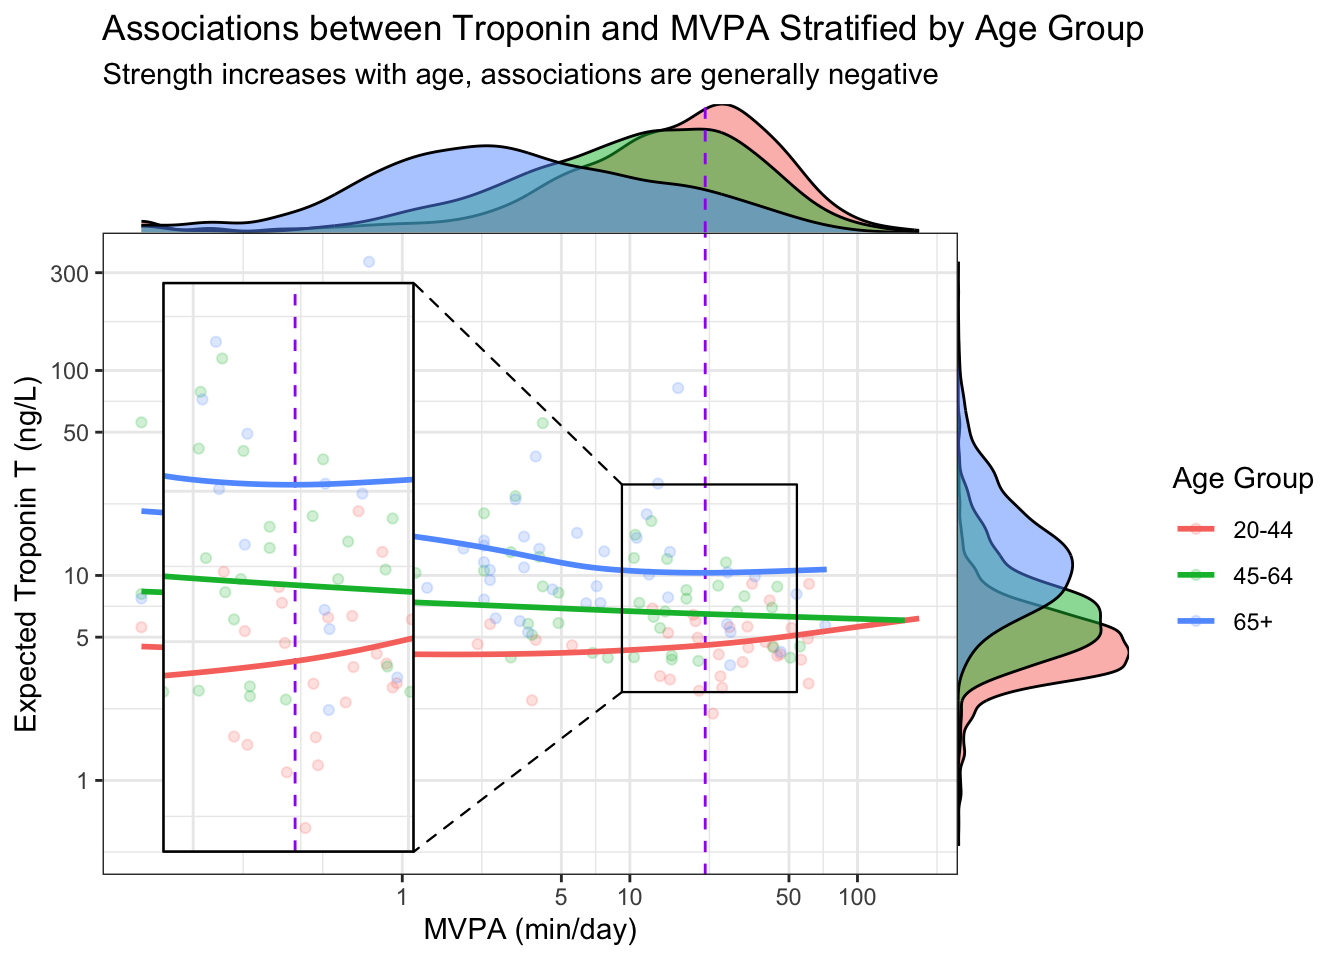 Associations between Troponin and MVPA Stratified by Age Group
Strength increases with age, associations are generally negative
Expected Troponin T (ng/L)
300
100
50
10
5
1
1
5
10
50
100
MVPA (min/day)
Age Group
20-44
45-64
65+